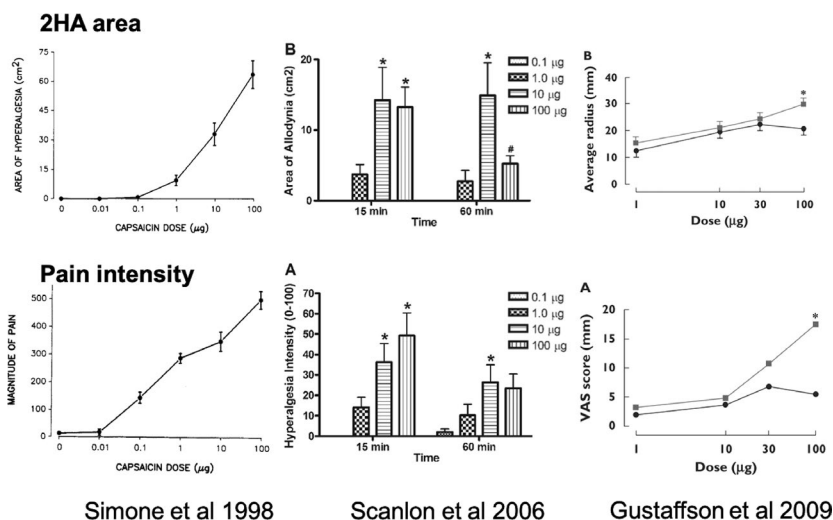 2HA area
AREA OF HYPERALGESIA (cm²)
75
60
45
30
15
0
0 0.01 0.1 1 10 100
CAPSAICIN DOSE (μg)
B
Area of Allodynia (cm2)
20
10
0
* * * #
0.1 μg
1.0 μg
10 μg
100 μg
15 min 60 min
Time
B
Average radius (mm)
40
30
20
10
0
*
1 10 30 100
Dose (μg)
Pain intensity
MAGNITUDE OF PAIN
500
400
300
200
100
0
0 0.01 0.1 1 10 100
CAPSAICIN DOSE (μg)
A
Hyperalgesia Intensity (0-100)
70
60
50
40
30
20
10
0
* * *
0.1 μg
1.0 μg
10 μg
100 μg
15 min 60 min
Time
A
VAS score (mm)
20
15
10
5
0
*
1 10 30 100
Dose (μg)
Simone et al 1998
Scanlon et al 2006
Gustaffson et al 2009